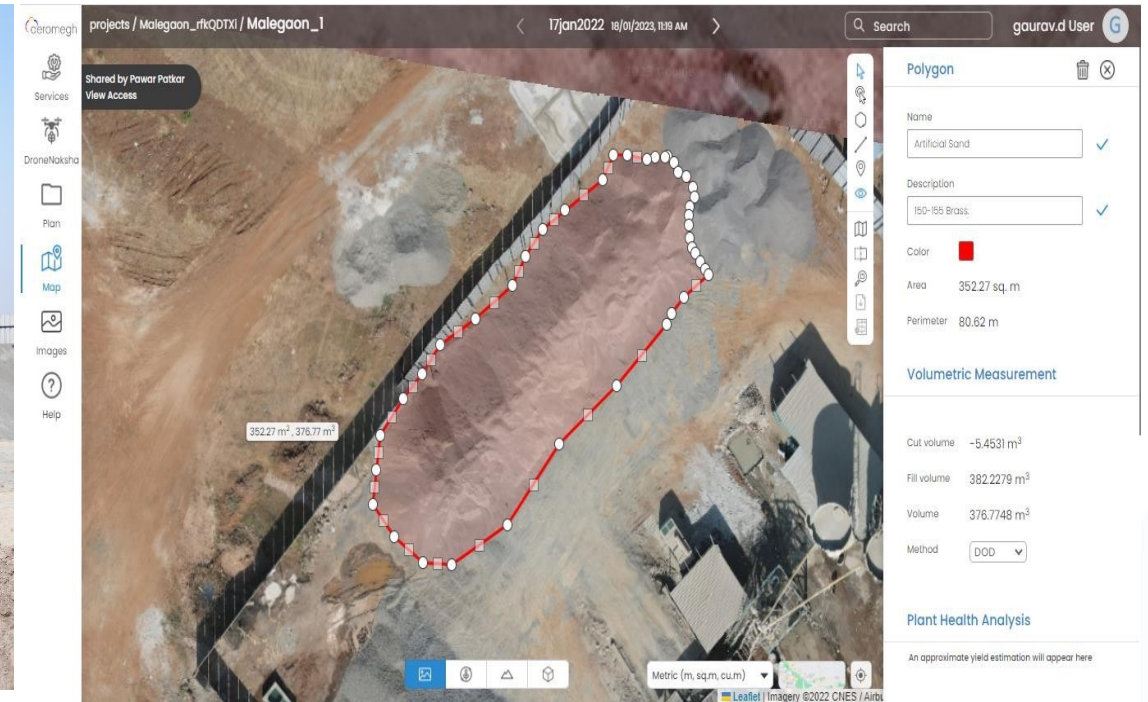 aeromegh
projects / Malegaon_rfkQDTXi / Malegaon_1
17jan2022 18/01/2023, 11:19 AM
Search
gaurav.d User G
Services
DroneNaksha
Plan
Map
Images
Help
Shared by Pawar Patkar
View Access
352.27 m², 376.77 m³
Metric (m, sq.m, cu.m)
Leaflet | Imagery ©2022 CNES / Airbu
Polygon
Name
Artificial Sand
Description
150-155 Brass.
Color
Area 352.27 sq. m
Perimeter 80.62 m
Volumetric Measurement
Cut volume -5.4531 m³
Fill volume 382.2279 m³
Volume 376.7748 m³
Method DOD
Plant Health Analysis
An approximate yield estimation will appear here